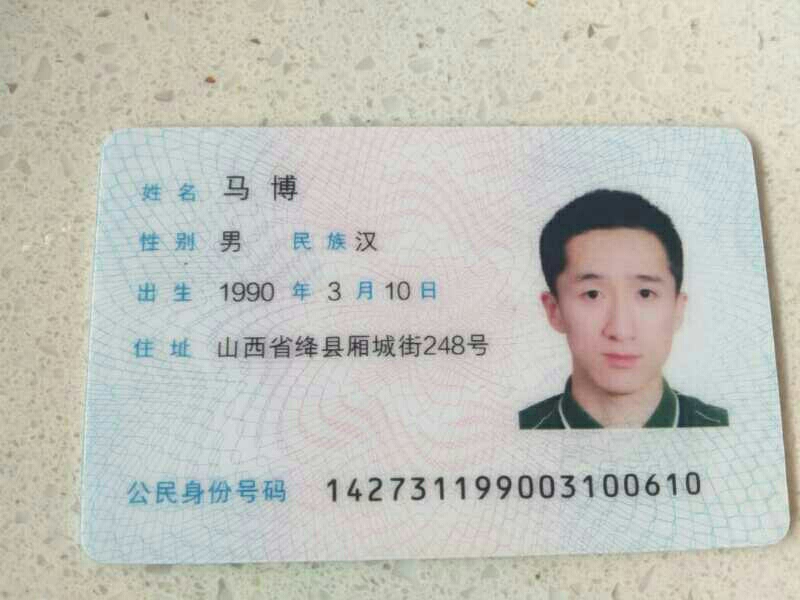 姓名 马博
性别 男 民族 汉
出生 1990 年 3 月 10 日
住址 山西省绛县厢城街248号
公民身份号码 142731199003100610